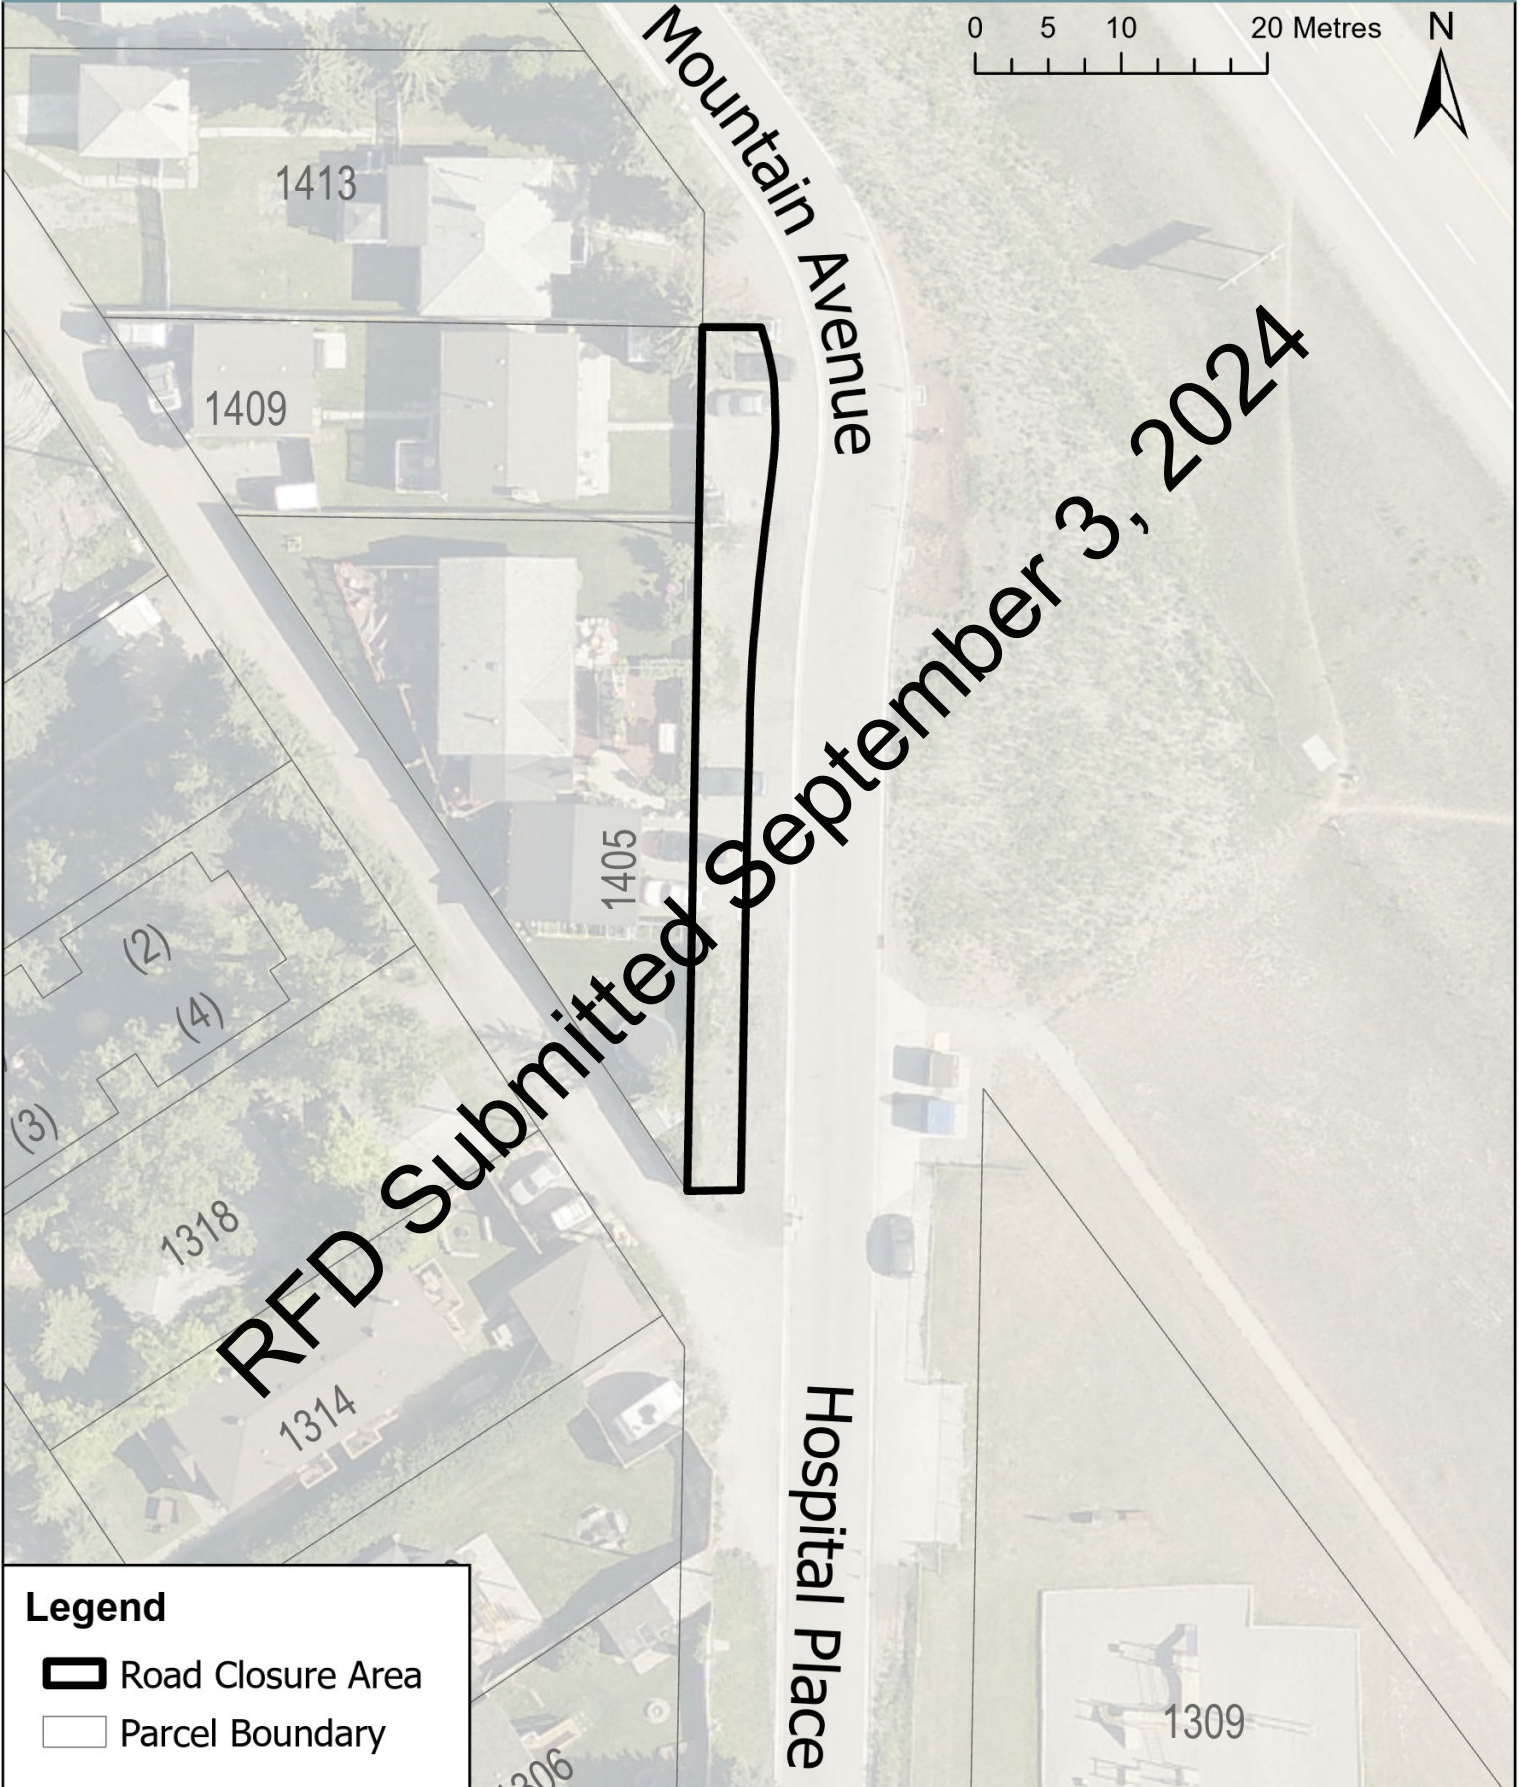 0 5 10 20 Metres
N
Mountain Avenue
1413
1409
1405
RFD Submitted September 3, 2024
(2)
(4)
(3)
1318
1314
Hospital Place
1309
Legend
Road Closure Area
Parcel Boundary